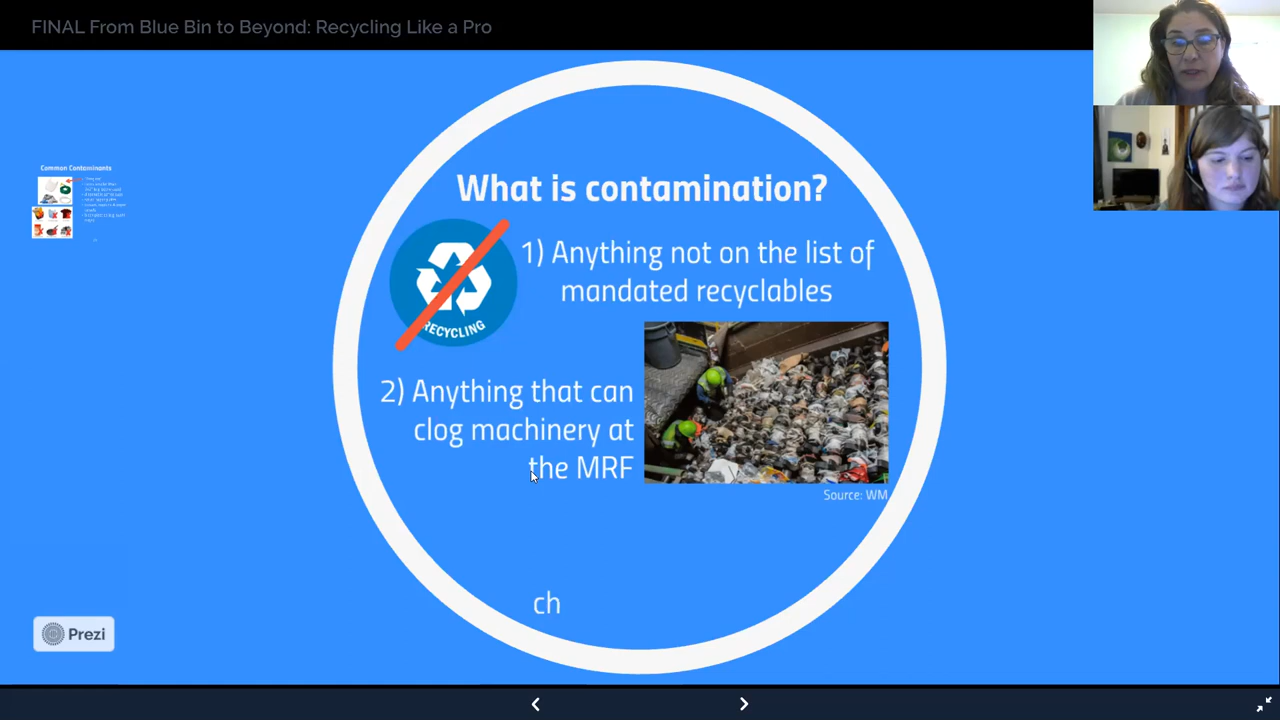 FINAL From Blue Bin to Beyond: Recycling Like a Pro
Common Contaminants
What is contamination?
1) Anything not on the list of
mandated recyclables
RECYCLING
2) Anything that can
clog machinery at
the MRF
Source: WM
ch
Prezi